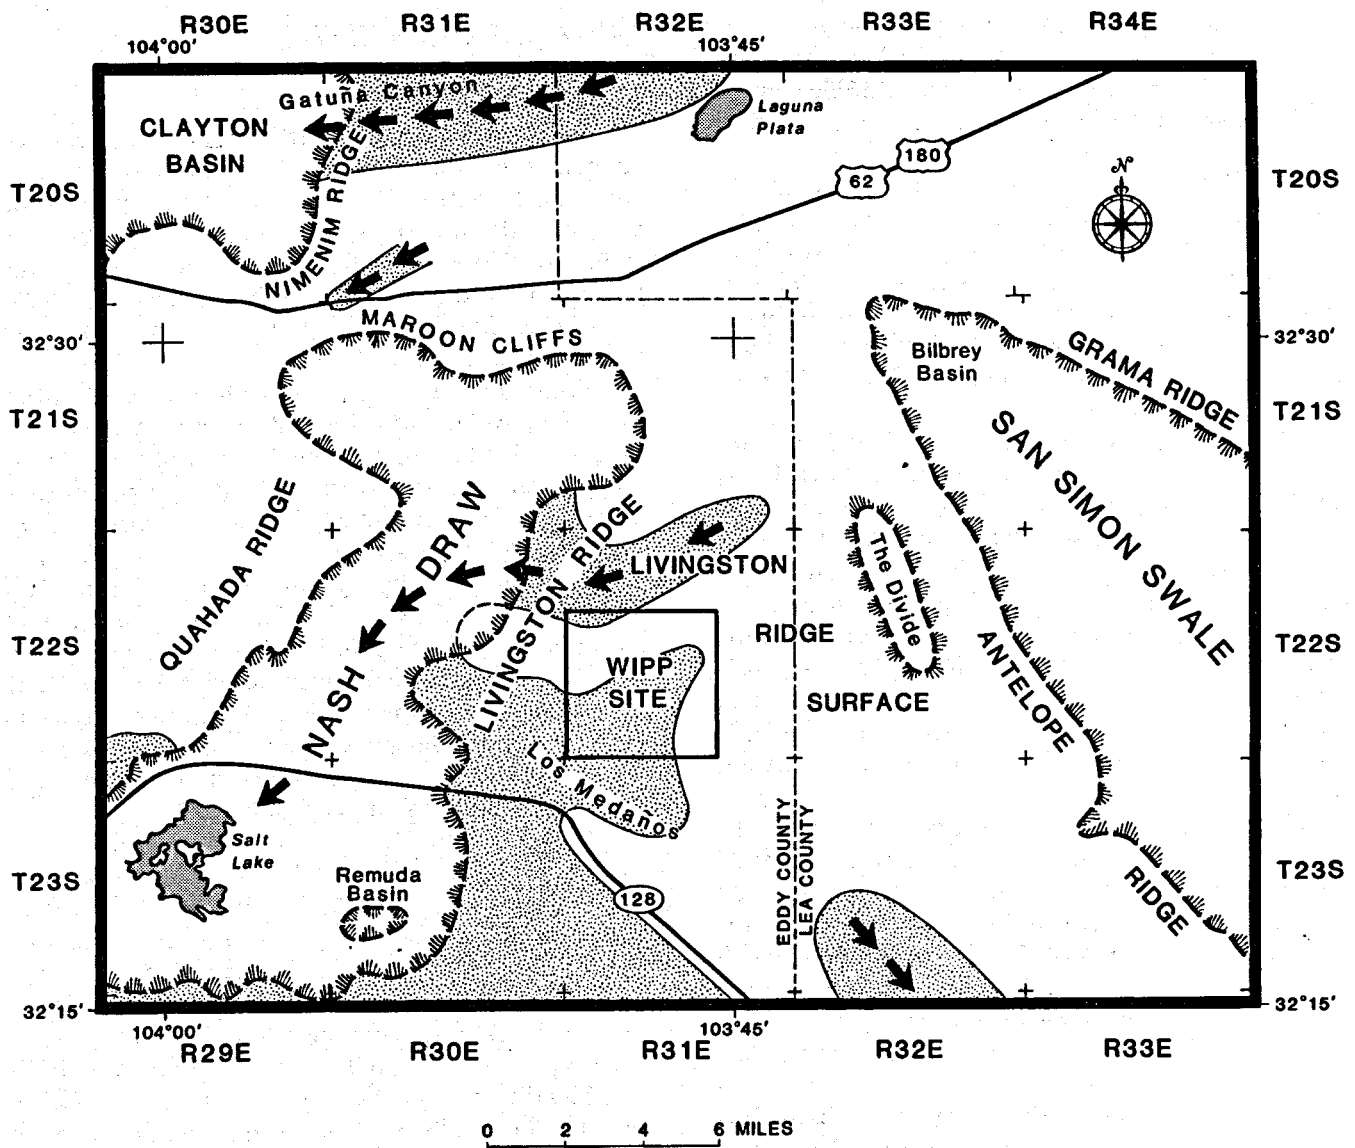 R30E R31E R32E R33E R34E
104°00' 103°45'
Gatuña Canyon
CLAYTON
BASIN
Laguna
Plata
180
62
N
T20S T20S
NIMENIM RIDGE
MAROON CLIFFS
32°30' 32°30'
Bilbrey
Basin
GRAMA RIDGE
T21S T21S
SAN SIMON SWALE
QUAHADA RIDGE
NASH DRAW
LIVINGSTON RIDGE
LIVINGSTON
RIDGE
SURFACE
The Divide
T22S T22S
WIPP
SITE
ANTELOPE
RIDGE
Los Medaños
EDDY COUNTY
LEA COUNTY
Salt
Lake
Remuda
Basin
128
T23S T23S
32°15' 32°15'
104°00' 103°45'
R29E R30E R31E R32E R33E
0 2 4 6 MILES